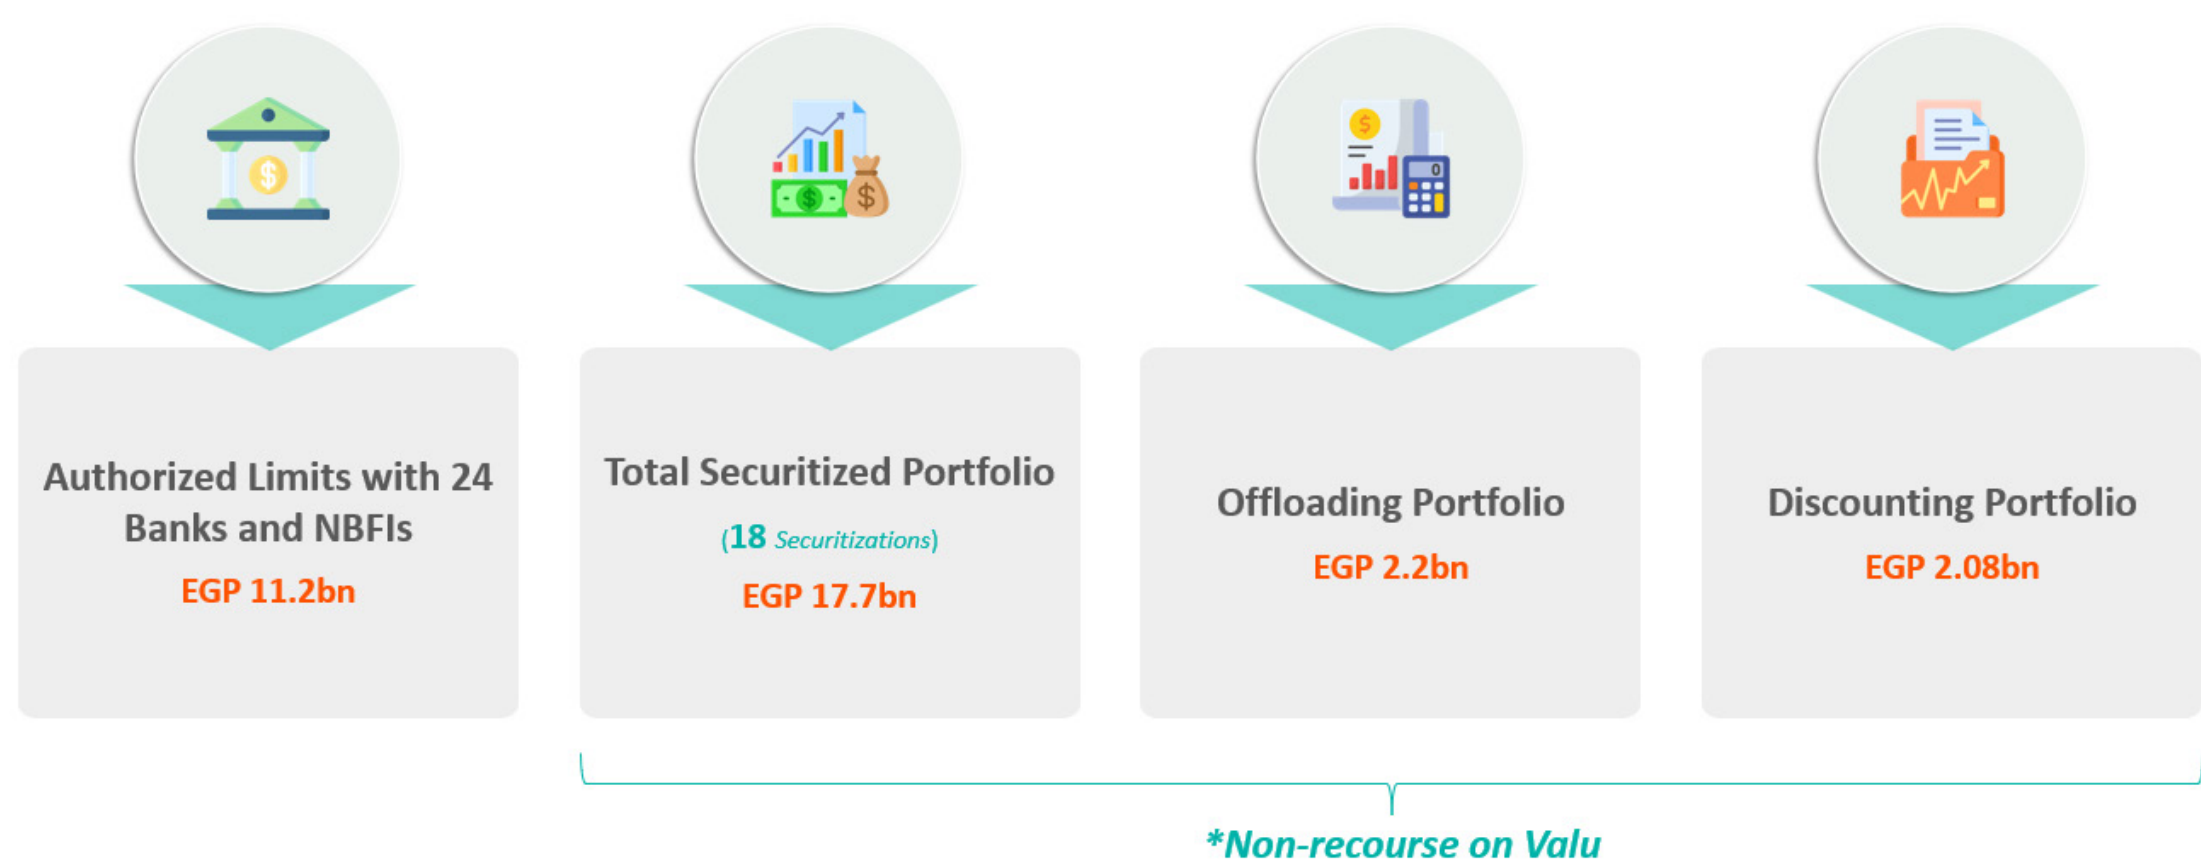 Authorized Limits with 24
Banks and NBFIs
EGP 11.2bn
Total Securitized Portfolio
(18 Securitizations)
EGP 17.7bn
Offloading Portfolio
EGP 2.2bn
Discounting Portfolio
EGP 2.08bn
*Non-recourse on Valu